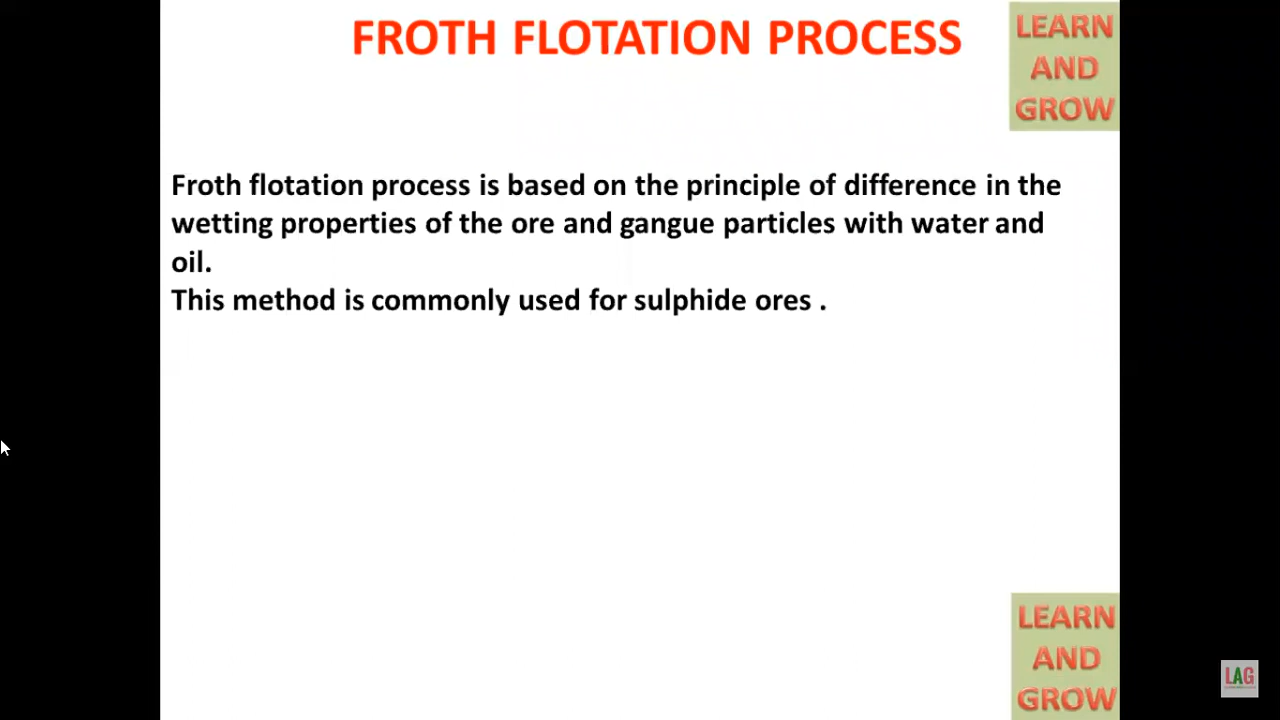 FROTH FLOTATION PROCESS
LEARN
AND
GROW
Froth flotation process is based on the principle of difference in the
wetting properties of the ore and gangue particles with water and
oil.
This method is commonly used for sulphide ores .
LEARN
AND
GROW
LAG